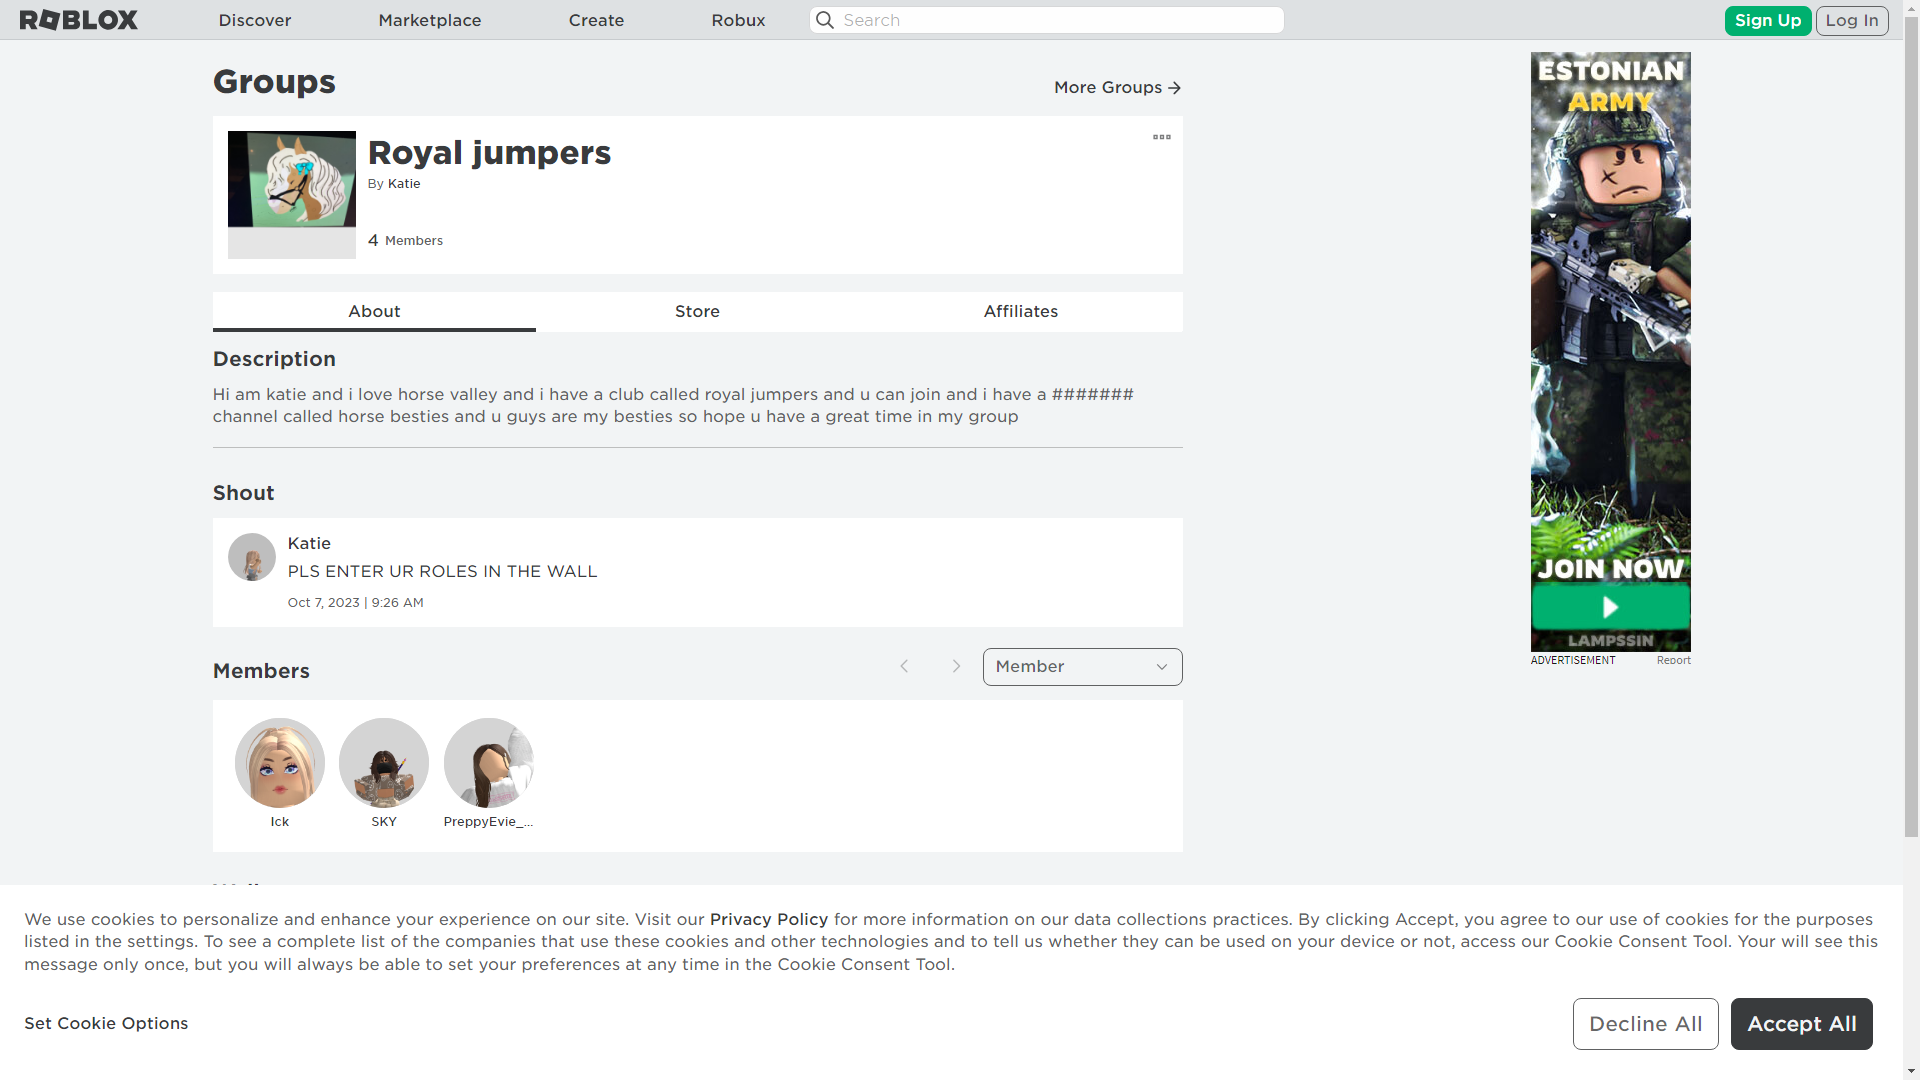 ROBLOX
Discover
Marketplace
Create
Robux
Search
Sign Up
Log In
Groups
More Groups
Royal jumpers
By Katie
4 Members
About
Store
Affiliates
Description
Hi am katie and i love horse valley and i have a club called royal jumpers and u can join and i have a #######
channel called horse besties and u guys are my besties so hope u have a great time in my group
Shout
Katie
PLS ENTER UR ROLES IN THE WALL
Oct 7, 2023 | 9:26 AM
Members
Member
Ick
SKY
PreppyEvie_...
ESTONIAN
ARMY
JOIN NOW
LAMPSSIN
ADVERTISEMENT
Report
We use cookies to personalize and enhance your experience on our site. Visit our Privacy Policy for more information on our data collections practices. By clicking Accept, you agree to our use of cookies for the purposes
listed in the settings. To see a complete list of the companies that use these cookies and other technologies and to tell us whether they can be used on your device or not, access our Cookie Consent Tool. Your will see this
message only once, but you will always be able to set your preferences at any time in the Cookie Consent Tool.
Set Cookie Options
Decline All
Accept All